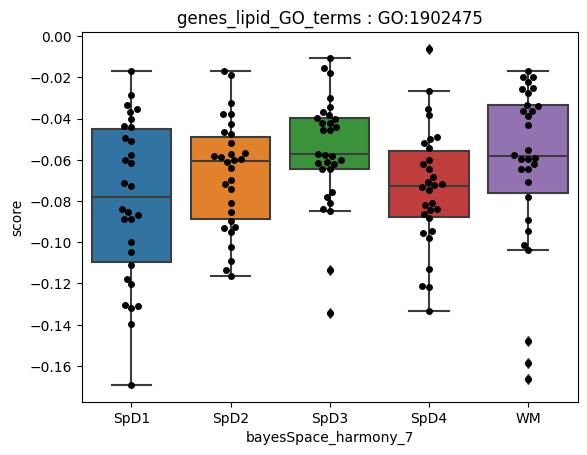 genes_lipid_GO_terms : GO:1902475
0.00
−0.02
−0.04
−0.06
−0.08
−0.10
−0.12
−0.14
−0.16
score
SpD1 SpD2 SpD3 SpD4 WM
bayesSpace_harmony_7